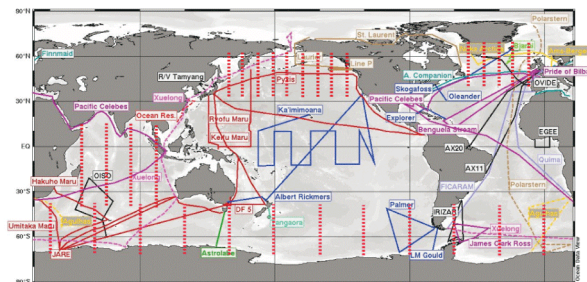 90°N
60°N
30°N
EQ
30°S
60°S
90°S
Finnmaid
R/V Tamyang
Xuelong
Pacific Celebes
Ocean Res.
Ryofu Maru
Keifu Maru
Ka'imimoana
Pyxis
St. Laurent
Line P
Polarstern
A. Companion
Skogafoss
Oleander
OVIDE
Pride of Bilbao
Pacific Celebes
Explorer
Benguela Stream
EGEE
AX20
AX11
Quima
FICARAM
Polarstern
Hakuho Maru
OISO
Xuelong
Umitaka Maru
JARE
DF 5
Albert Rickmers
Astrolabe
Palmer
IRIZAR
Xuelong
James Clark Ross
LM Gould
Ocean Data View